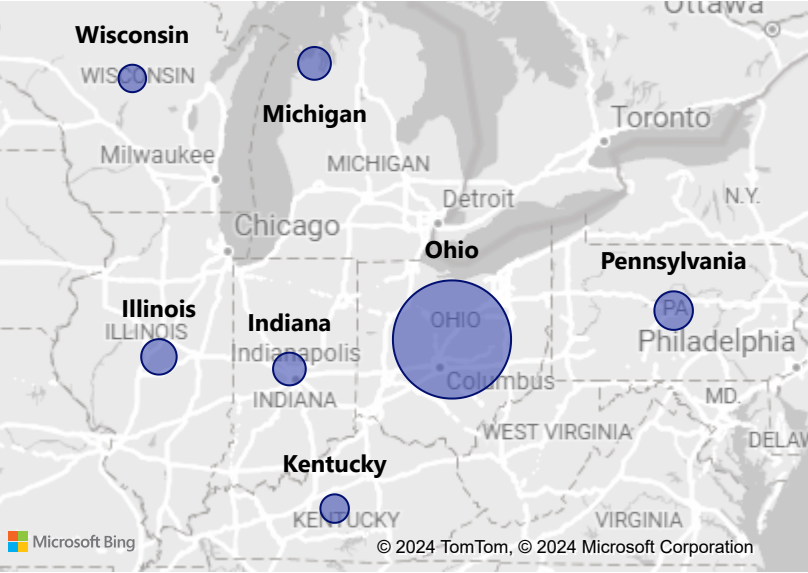 Ottawa
Wisconsin
WISCONSIN
Michigan
Toronto
Milwaukee
MICHIGAN
Detroit
N.Y.
Chicago
Ohio
Pennsylvania
Illinois
Indiana
ILLINOIS
OHIO
PA
Indianapolis
Philadelphia
Columbus
INDIANA
MD.
WEST VIRGINIA
DELAW
Kentucky
KENTUCKY
VIRGINIA
Microsoft Bing
© 2024 TomTom, © 2024 Microsoft Corporation